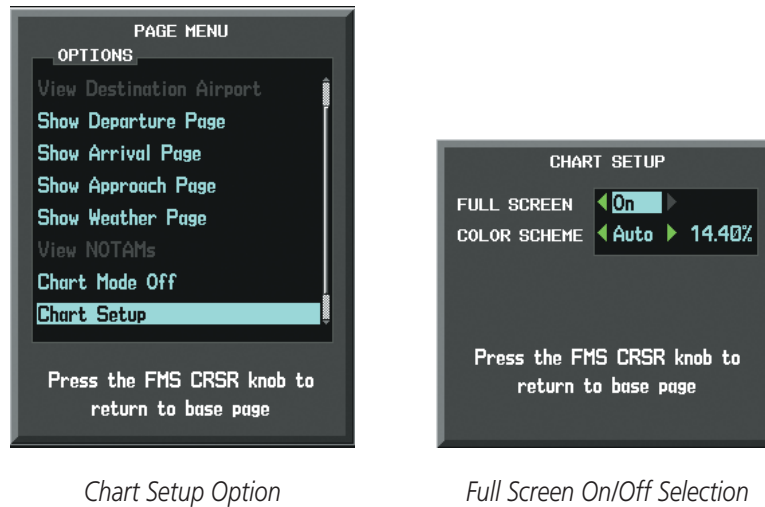 PAGE MENU
OPTIONS
View Destination Airport
Show Departure Page
Show Arrival Page
Show Approach Page
Show Weather Page
View NOTAMs
Chart Mode Off
Chart Setup
Press the FMS CRSR knob to
return to base page
Chart Setup Option
CHART SETUP
FULL SCREEN On
COLOR SCHEME Auto 14.40%
Press the FMS CRSR knob to
return to base page
Full Screen On/Off Selection